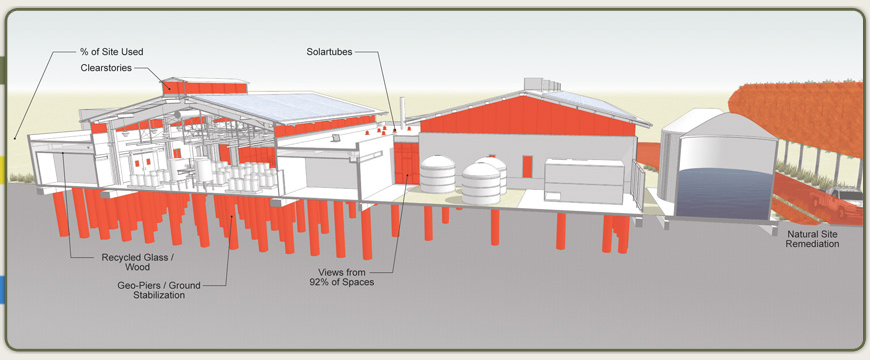 % of Site Used
Clearstories
Solartubes
Recycled Glass /
Wood
Geo-Piers / Ground
Stabilization
Views from
92% of Spaces
Natural Site
Remediation